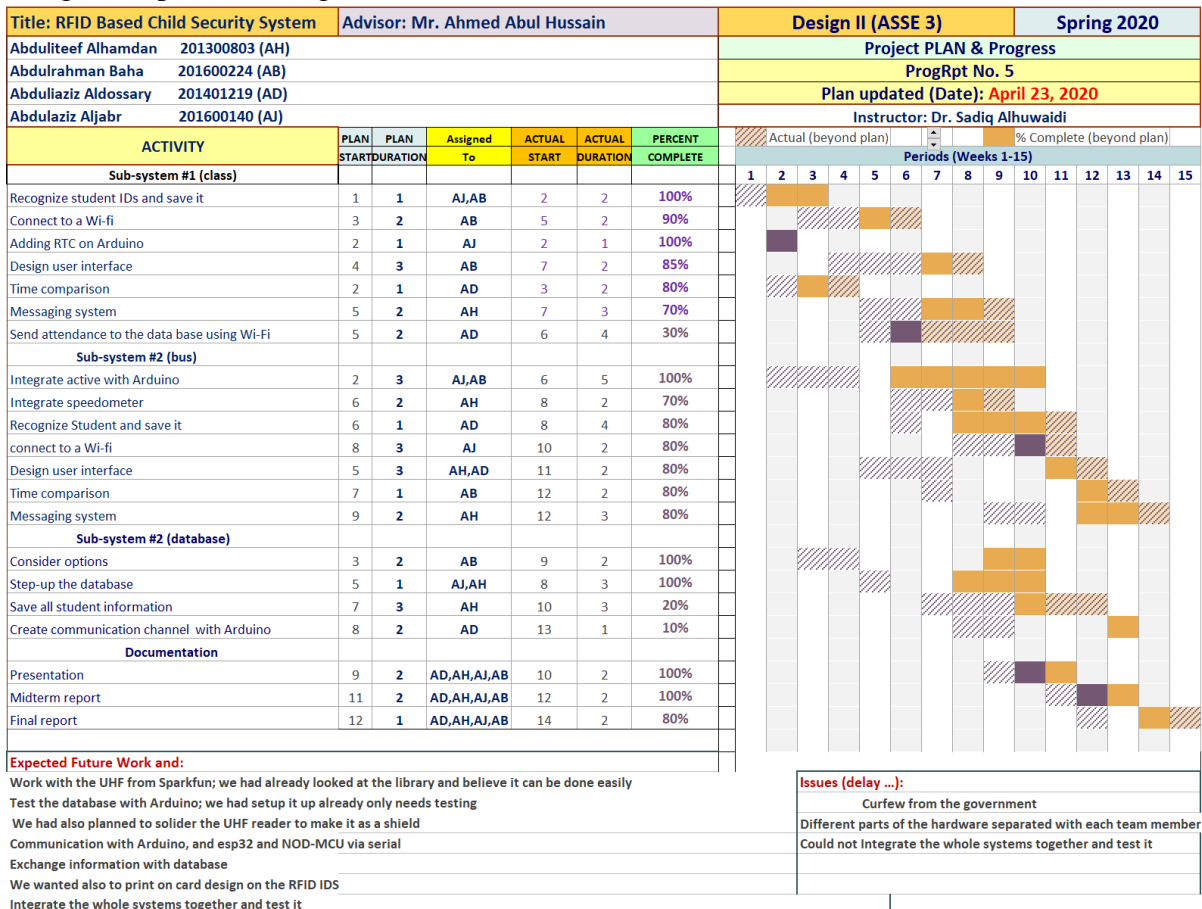 Title: RFID Based Child Security System Advisor: Mr. Ahmed Abul Hussain Design II (ASSE 3) Spring 2020
Abduliteef Alhamdan 201300803 (AH) Project PLAN & Progress
Abdulrahman Baha 201600224 (AB) ProgRpt No. 5
Abduliaziz Aldossary 201401219 (AD) Plan updated (Date): April 23, 2020
Abdulaziz Aljabr 201600140 (AJ) Instructor: Dr. Sadiq Alhuwaidi
ACTIVITY PLAN PLAN Assigned ACTUAL ACTUAL PERCENT Actual (beyond plan) % Complete (beyond plan)
START DURATION To START DURATION COMPLETE Periods (Weeks 1-15)
Sub-system #1 (class) 1 2 3 4 5 6 7 8 9 10 11 12 13 14 15
Recognize student IDs and save it 1 1 AJ,AB 2 2 100%
Connect to a Wi-fi 3 2 AB 5 2 90%
Adding RTC on Arduino 2 1 AJ 2 1 100%
Design user interface 4 3 AB 7 2 85%
Time comparison 2 1 AD 3 2 80%
Messaging system 5 2 AH 7 3 70%
Send attendance to the data base using Wi-Fi 5 2 AD 6 4 30%
Sub-system #2 (bus)
Integrate active with Arduino 2 3 AJ,AB 6 5 100%
Integrate speedometer 6 2 AH 8 2 70%
Recognize Student and save it 6 1 AD 8 4 80%
connect to a Wi-fi 8 3 AJ 10 2 80%
Design user interface 5 3 AH,AD 11 2 80%
Time comparison 7 1 AB 12 2 80%
Messaging system 9 2 AH 12 3 80%
Sub-system #2 (database)
Consider options 3 2 AB 9 2 100%
Step-up the database 5 1 AJ,AH 8 3 100%
Save all student information 7 3 AH 10 3 20%
Create communication channel with Arduino 8 2 AD 13 1 10%
Documentation
Presentation 9 2 AD,AH,AJ,AB 10 2 100%
Midterm report 11 2 AD,AH,AJ,AB 12 2 100%
Final report 12 1 AD,AH,AJ,AB 14 2 80%
Expected Future Work and:
Work with the UHF from Sparkfun; we had already looked at the library and believe it can be done easily
Test the database with Arduino; we had setup it up already only needs testing
We had also planned to solider the UHF reader to make it as a shield
Communication with Arduino, and esp32 and NOD-MCU via serial
Exchange information with database
We wanted also to print on card design on the RFID IDS
Integrate the whole systems together and test it
Issues (delay ...):
Curfew from the government
Different parts of the hardware separated with each team member
Could not Integrate the whole systems together and test it